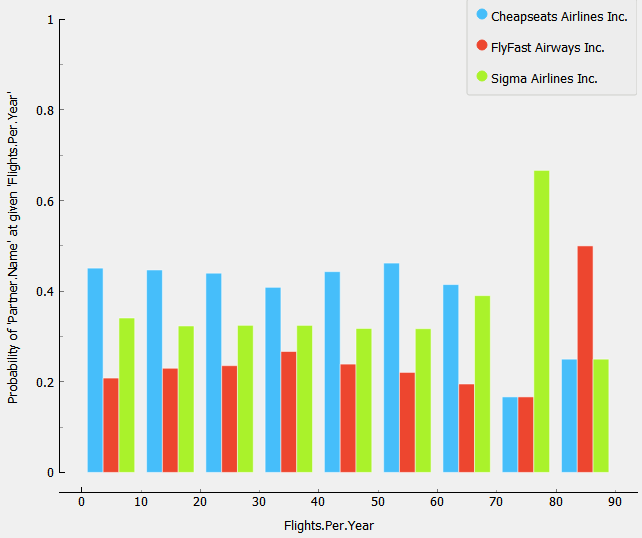 Cheapseats Airlines Inc.
FlyFast Airways Inc.
Sigma Airlines Inc.
Probability of 'Partner.Name' at given 'Flights.Per.Year'
1
0.8
0.6
0.4
0.2
0
0 10 20 30 40 50 60 70 80 90
Flights.Per.Year